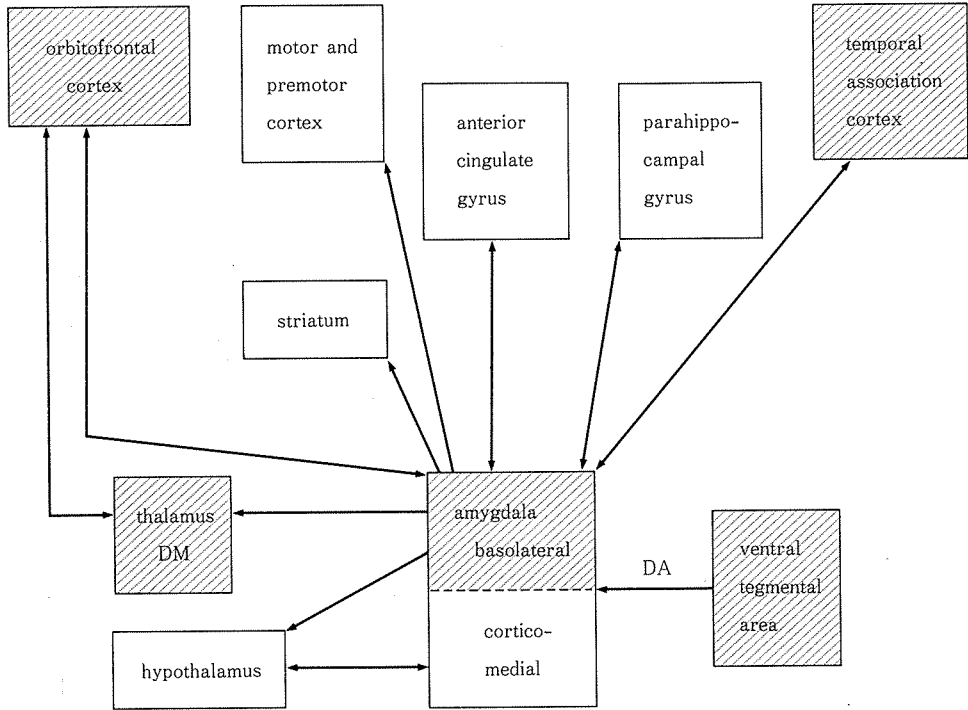 orbitofrontal
cortex
motor and
premotor
cortex
anterior
cingulate
gyrus
parahippo-
campal
gyrus
temporal
association
cortex
striatum
thalamus
DM
amygdala
basolateral
DA
ventral
tegmental
area
hypothalamus
cortico-
medial